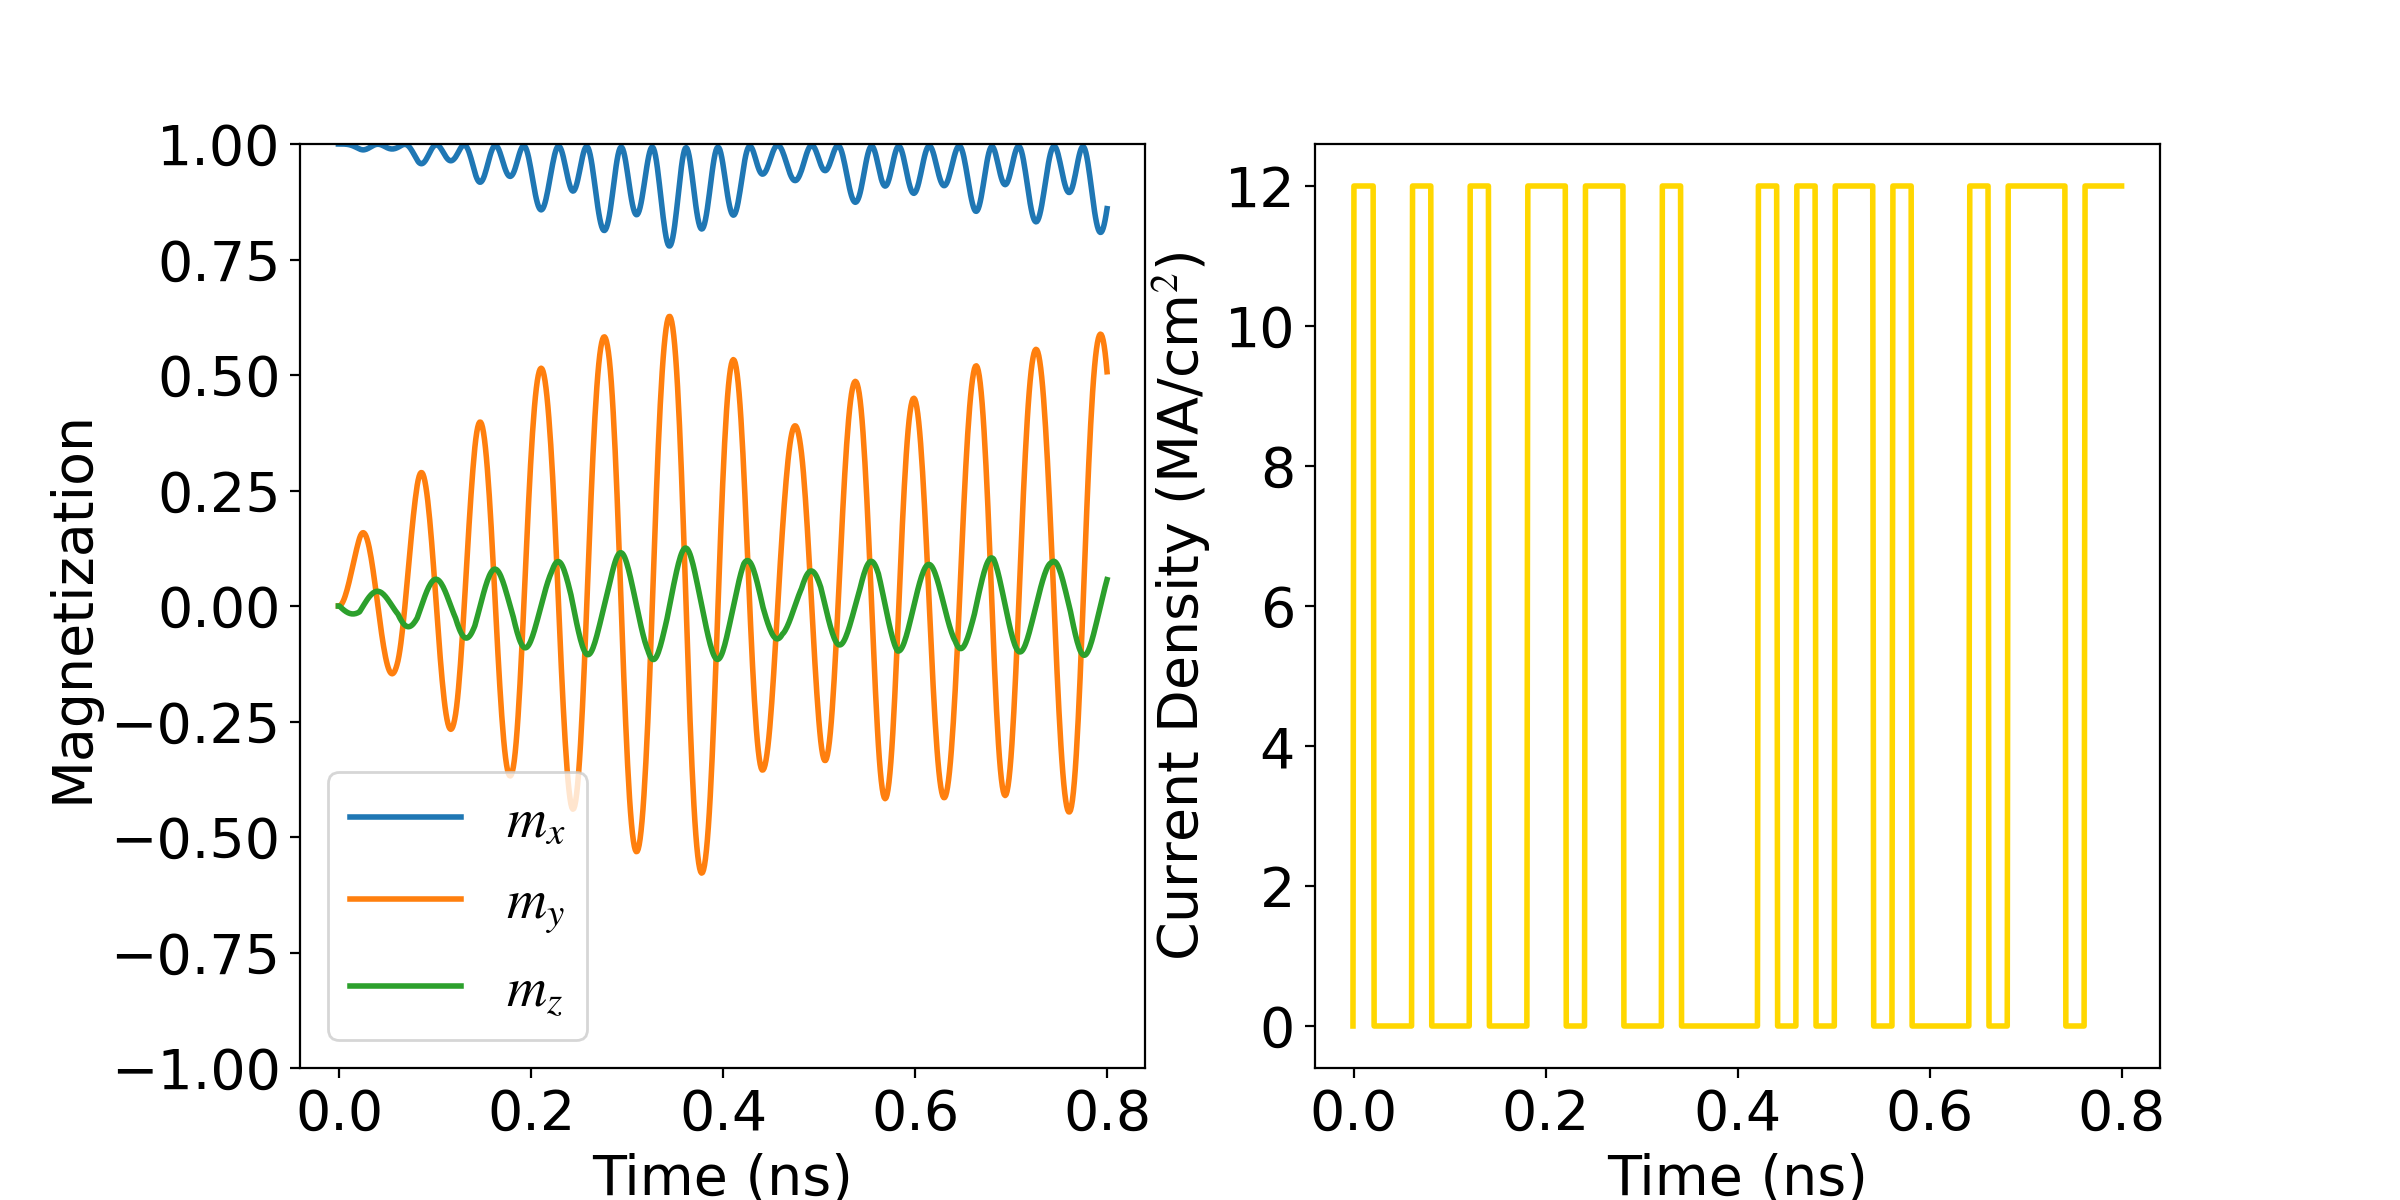 1.00
0.75
0.50
0.25
0.00
−0.25
−0.50
−0.75
−1.00
Magnetization
m_x
m_y
m_z
0.0 0.2 0.4 0.6 0.8
Time (ns)
12
10
8
6
4
2
0
Current Density (MA/cm²)
0.0 0.2 0.4 0.6 0.8
Time (ns)